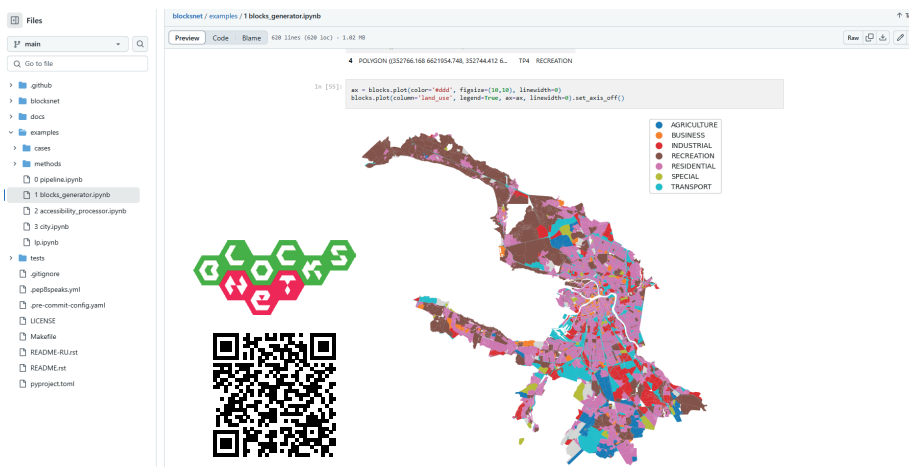 Files
main
Go to file
.github
blocksnet
docs
examples
cases
methods
0 pipeline.ipynb
1 blocks_generator.ipynb
2 accessibility_processor.ipynb
3 city.ipynb
lp.ipynb
tests
.gitignore
.pep8speaks.yml
.pre-commit-config.yaml
LICENSE
Makefile
README-RU.rst
README.rst
pyproject.toml
blocksnet / examples / 1 blocks_generator.ipynb
Preview Code Blame 620 lines (620 loc) · 1.02 MB Raw
4 POLYGON ((352766.168 6621954.748, 352744.412 6... TP4 RECREATION
In [55]:
ax = blocks.plot(color='#ddd', figsize=(10,10), linewidth=0)
blocks.plot(column='land_use', legend=True, ax=ax, linewidth=0).set_axis_off()
AGRICULTURE
BUSINESS
INDUSTRIAL
RECREATION
RESIDENTIAL
SPECIAL
TRANSPORT
BLOCKS
NET